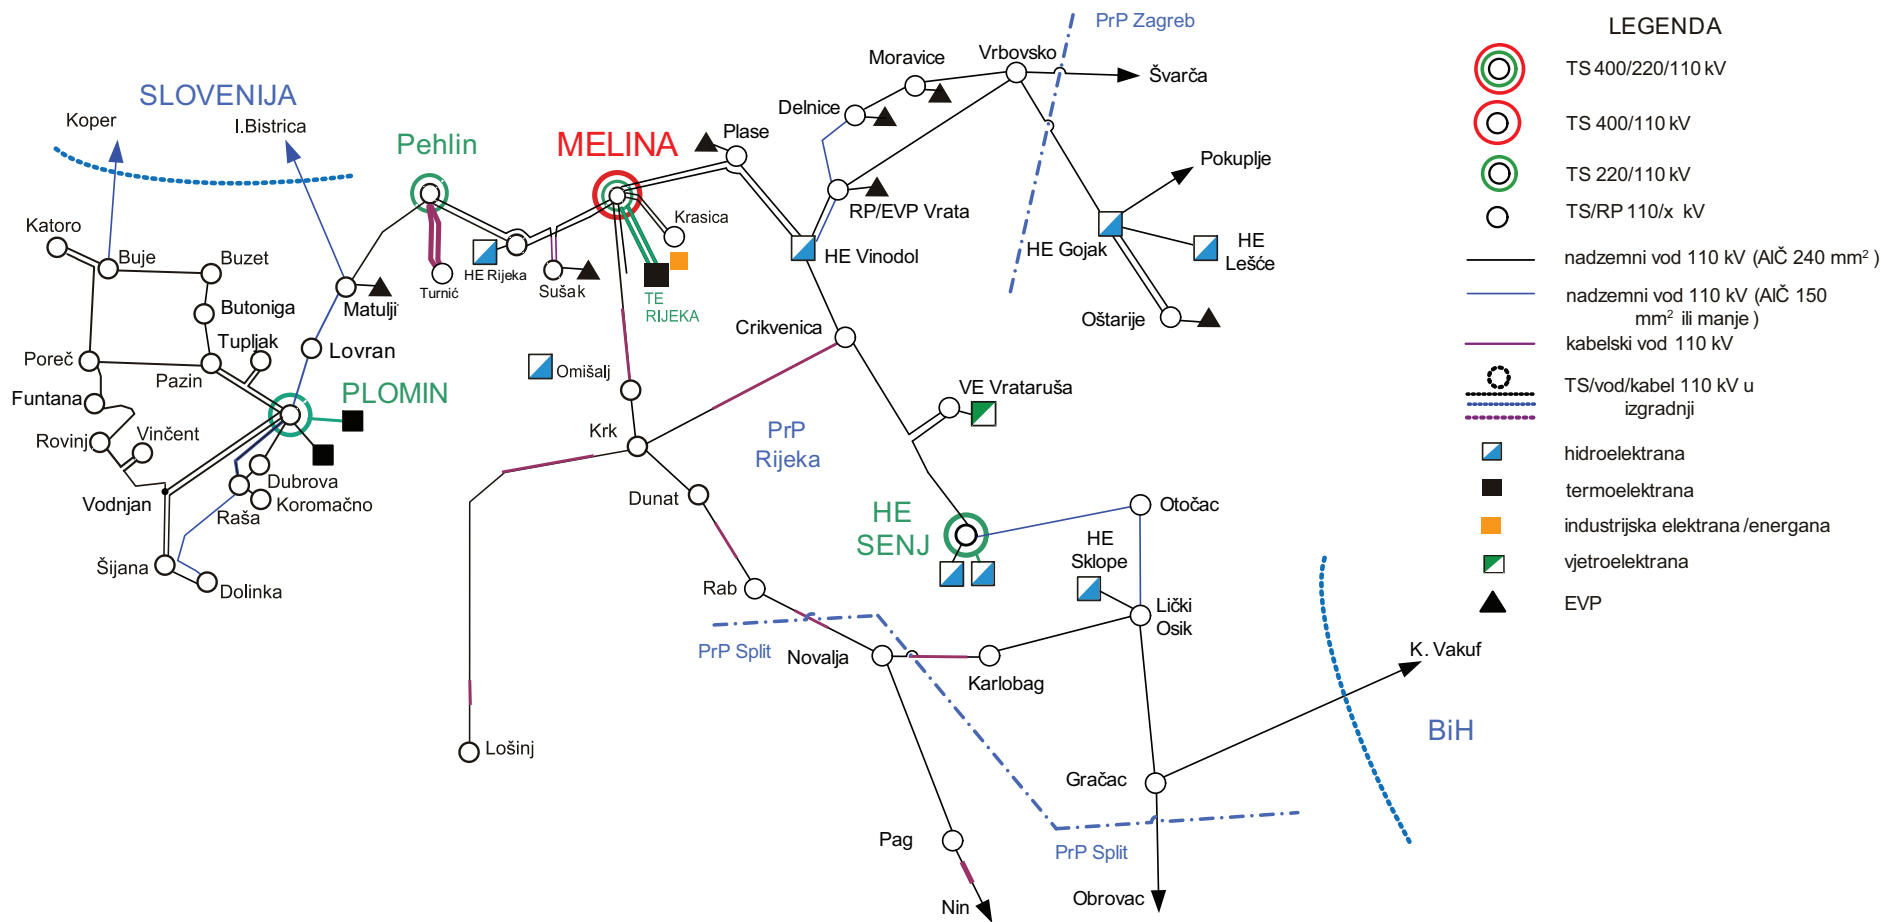 PrP Zagreb
Vrbovsko
Moravice
Švarča
SLOVENIJA
Koper
I.Bistrica
Delnice
Pehlin
MELINA
Plase
Pokuplje
Katoro
Krasica
RP/EVP Vrata
Buje
Buzet
HE Rijeka
Turnić
Sušak
TE
RIJEKA
HE Vinodol
HE Gojak
HE
Lešće
Butoniga
Matulji
Tupljak
Lovran
Crikvenica
Oštarije
Poreč
Pazin
Omišalj
PLOMIN
VE Vrataruša
Funtana
Rovinj
Vinčent
Krk
PrP
Rijeka
Dubrova
Koromačno
Vodnjan
Raša
Dunat
HE
SENJ
Otočac
HE
Sklope
Šijana
Dolinka
Rab
Lički
Osik
PrP Split
Novalja
Karlobag
K. Vakuf
BiH
Lošinj
Gračac
Pag
PrP Split
Nin
Obrovac
LEGENDA
TS 400/220/110 kV
TS 400/110 kV
TS 220/110 kV
TS/RP 110/x kV
nadzemni vod 110 kV (AlČ 240 mm²)
nadzemni vod 110 kV (AlČ 150
mm² ili manje)
kabelski vod 110 kV
TS/vod/kabel 110 kV u
izgradnji
hidroelektrana
termoelektrana
industrijska elektrana/energana
vjetroelektrana
EVP